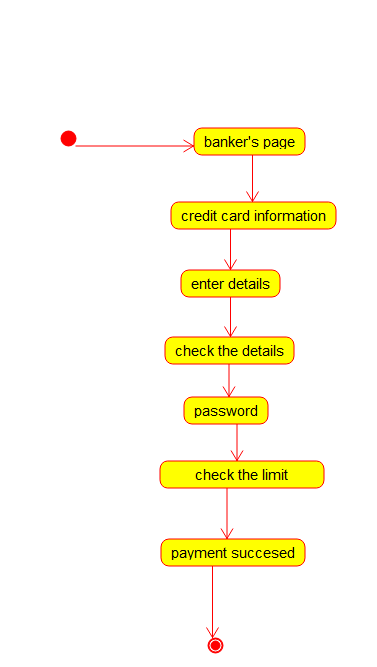 banker's page
credit card information
enter details
check the details
password
check the limit
payment succesed